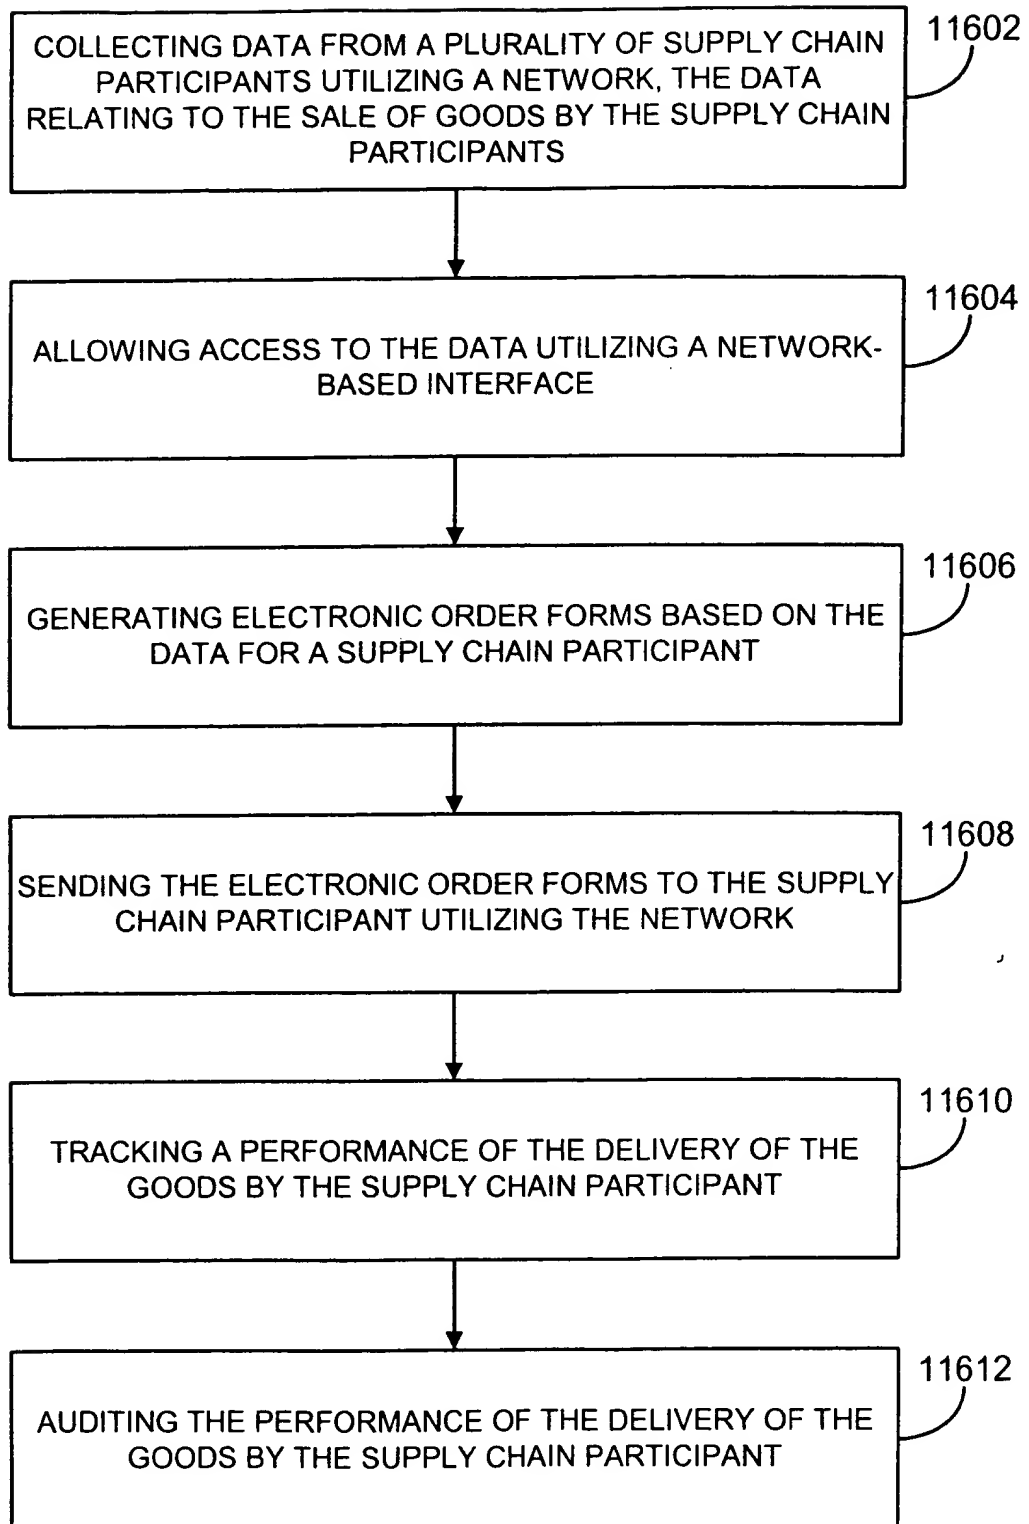 COLLECTING DATA FROM A PLURALITY OF SUPPLY CHAIN
PARTICIPANTS UTILIZING A NETWORK, THE DATA
RELATING TO THE SALE OF GOODS BY THE SUPPLY CHAIN
PARTICIPANTS
11602
ALLOWING ACCESS TO THE DATA UTILIZING A NETWORK-
BASED INTERFACE
11604
GENERATING ELECTRONIC ORDER FORMS BASED ON THE
DATA FOR A SUPPLY CHAIN PARTICIPANT
11606
SENDING THE ELECTRONIC ORDER FORMS TO THE SUPPLY
CHAIN PARTICIPANT UTILIZING THE NETWORK
11608
TRACKING A PERFORMANCE OF THE DELIVERY OF THE
GOODS BY THE SUPPLY CHAIN PARTICIPANT
11610
AUDITING THE PERFORMANCE OF THE DELIVERY OF THE
GOODS BY THE SUPPLY CHAIN PARTICIPANT
11612